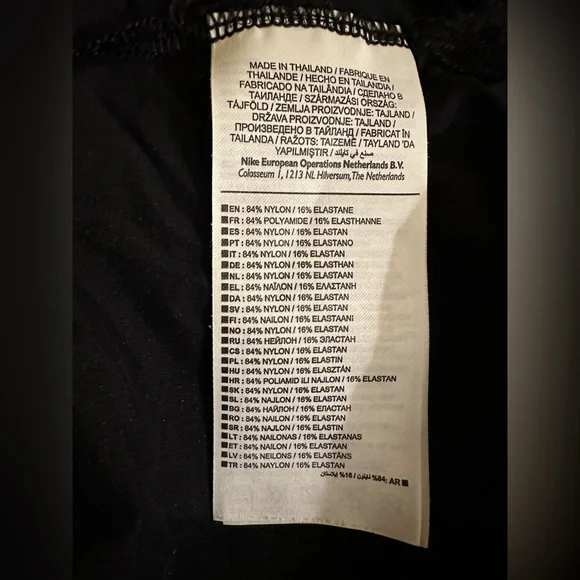 MADE IN THAILAND / FABRIQUE EN
THAILANDE / HECHO EN TAILANDIA /
FABRICADO NA TAILÂNDIA / СДЕЛАНО В
ТАИЛАНДЕ / SZÁRMAZÁSI ORSZÁG:
TÁJFÖLD / ZEMLJA PROIZVODNJE: TAJLAND /
DRŽAVA PROIZVODNJE: TAJLAND /
ПРОИЗВЕДЕНО В ТАЙЛАНД / FABRICAT ÎN
TAILANDA / RAŽOTS: TAIZEMĒ / TAYLAND 'DA
YAPILMIŞTIR / صنع في تايلند
Nike European Operations Netherlands B.V.
Colosseum 1, 1213 NL Hilversum, The Netherlands
EN : 84% NYLON / 16% ELASTANE
FR : 84% POLYAMIDE / 16% ELASTHANNE
ES : 84% NYLON / 16% ELASTAN
PT : 84% NYLON / 16% ELASTANO
IT : 84% NYLON / 16% ELASTAN
DE : 84% NYLON / 16% ELASTHAN
NL : 84% NYLON / 16% ELASTAAN
EL : 84% ΝΑΪΛΟΝ / 16% ΕΛΑΣΤΑΝΗ
DA : 84% NYLON / 16% ELASTAN
SV : 84% NYLON / 16% ELASTAN
FI : 84% NAILON / 16% ELASTAANI
NO : 84% NYLON / 16% ELASTAN
RU : 84% НЕЙЛОН / 16% ЭЛАСТАН
CS : 84% NYLON / 16% ELASTAN
PL : 84% NYLON / 16% ELASTIN
HU : 84% NYLON / 16% ELASZTÁN
HR : 84% POLIAMID ILI NAJLON / 16% ELASTAN
SK : 84% NYLON / 16% ELASTAN
SL : 84% NAJLON / 16% ELASTAN
BG : 84% НАЙЛОН / 16% ЕЛАСТАН
RO : 84% NYLON / 16% ELASTAN
SR : 84% NAJLON / 16% ELASTIN
LT : 84% NAILONAS / 16% ELASTANAS
ET : 84% NAILON / 16% ELASTAAN
LV : 84% NEILONS / 16% ELASTĀNS
TR : 84% NAYLON / 16% ELASTAN
AR :84% نايلون / 16% إيلاستان